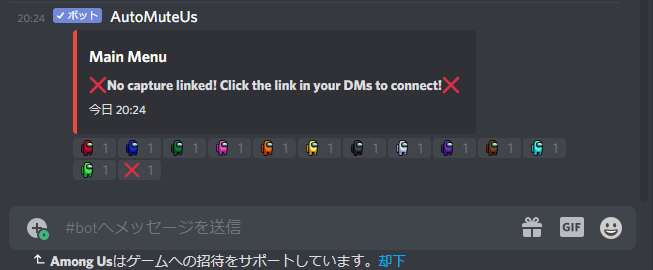 20:24 ✓ボット AutoMuteUs
Main Menu
❌No capture linked! Click the link in your DMs to connect!❌
今日 20:24
1 1 1 1 1 1 1 1 1 1 1
1 ❌ 1
#botへメッセージを送信
GIF
Among Usはゲームへの招待をサポートしています。却下